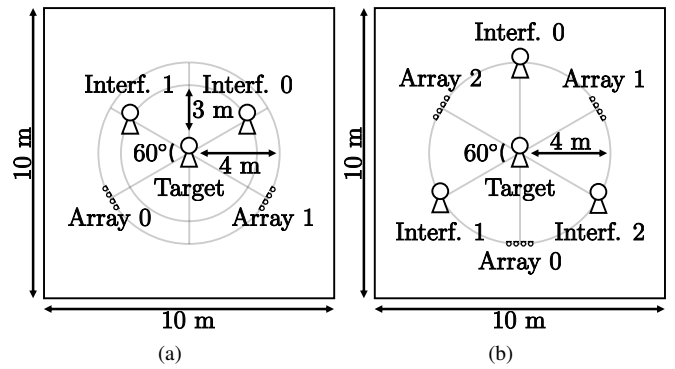 Interf. 1
Interf. 0
3 m
60°
4 m
Target
Array 0
Array 1
10 m
10 m
(a)
Interf. 0
Array 2
Array 1
4 m
60°
Target
Interf. 1
Interf. 2
Array 0
10 m
10 m
(b)